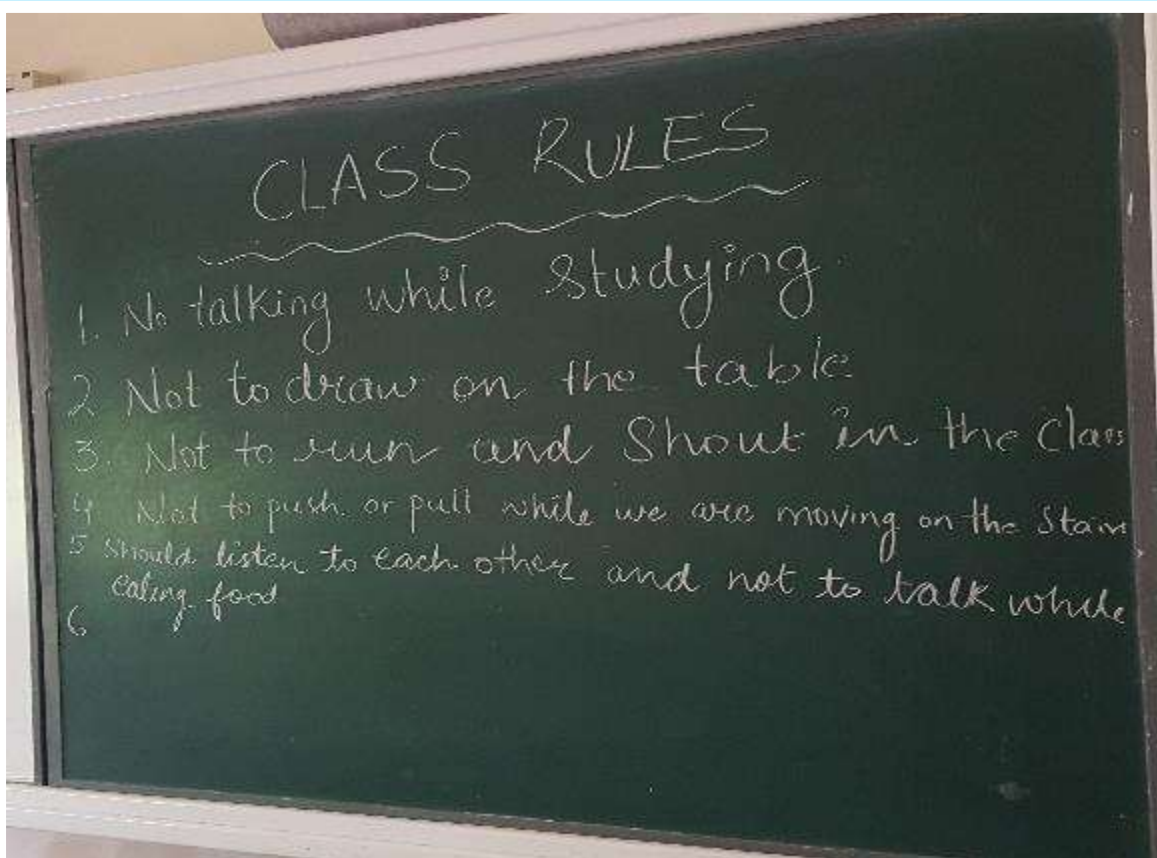 CLASS RULES
1. No talking while Studying.
2 Not to draw on the table
3. Not to run and Shout in the Class
4 Not to push or pull while we are moving on the Stairs
5 Should listen to each other and not to talk while
eating food
6